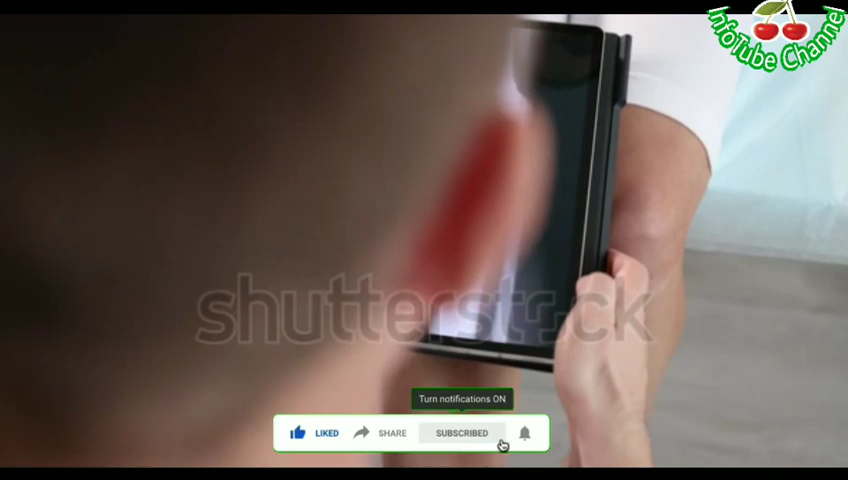 InfoTube Channel
shutterstock
Turn notifications ON
LIKED SHARE SUBSCRIBED